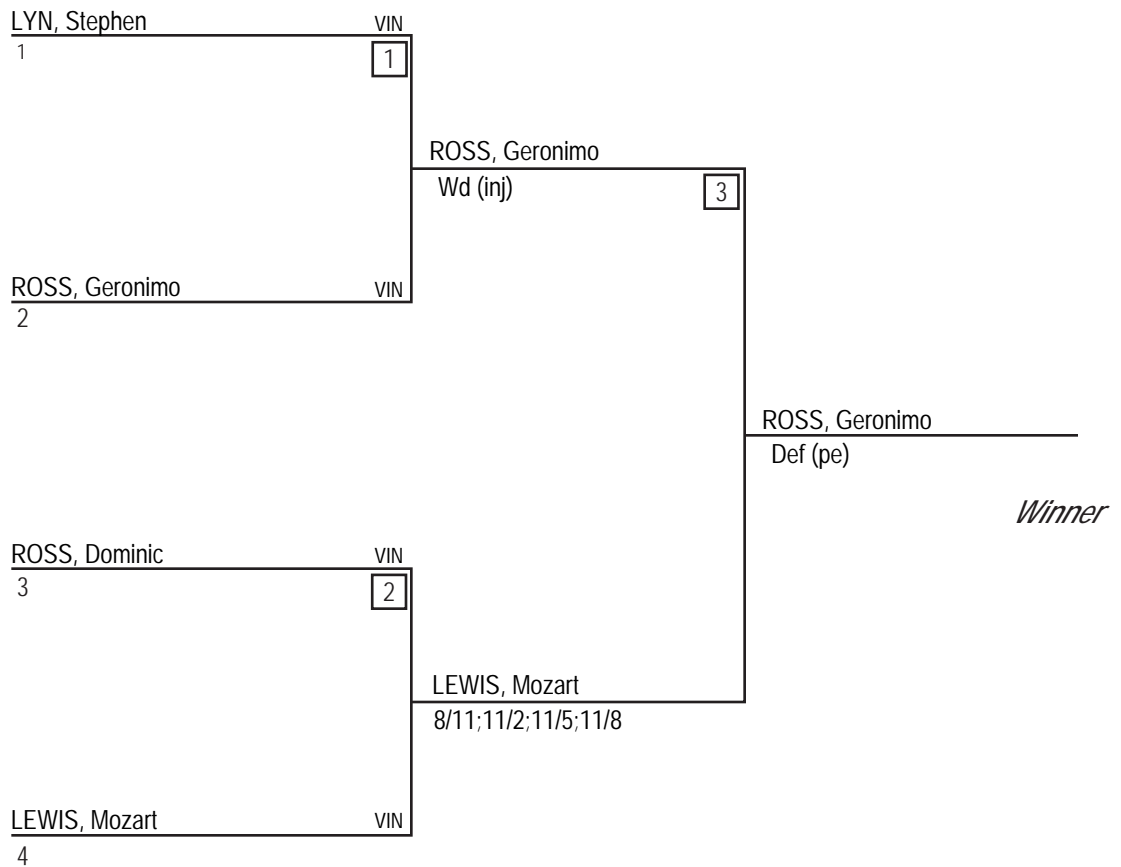 LYN, Stephen VIN
1
1
ROSS, Geronimo
Wd (inj)
3
ROSS, Geronimo VIN
2
ROSS, Geronimo
Def (pe)
Winner
ROSS, Dominic VIN
3
2
LEWIS, Mozart
8/11;11/2;11/5;11/8
LEWIS, Mozart VIN
4